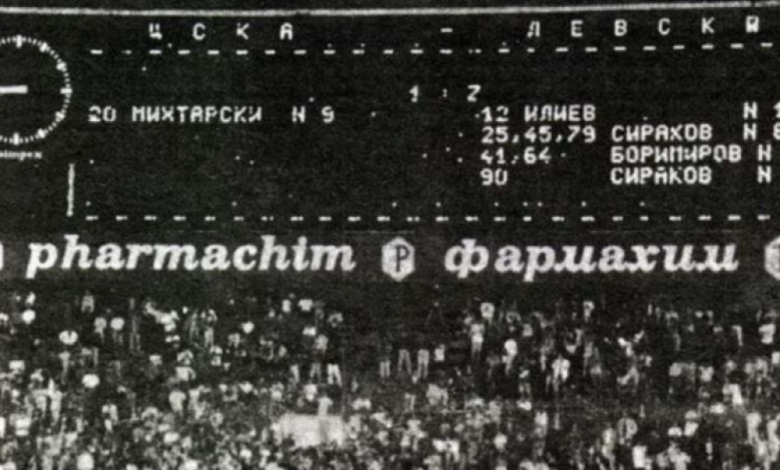 ЦСКА - ЛЕВСКИ
1 : 7
20 МИХТАРСКИ N 9 12 ИЛИЕВ N 9
25,45,79 СИРАКОВ N 8
41,64 БОРИМИРОВ N
90 СИРАКОВ N
pharmachim фармахим